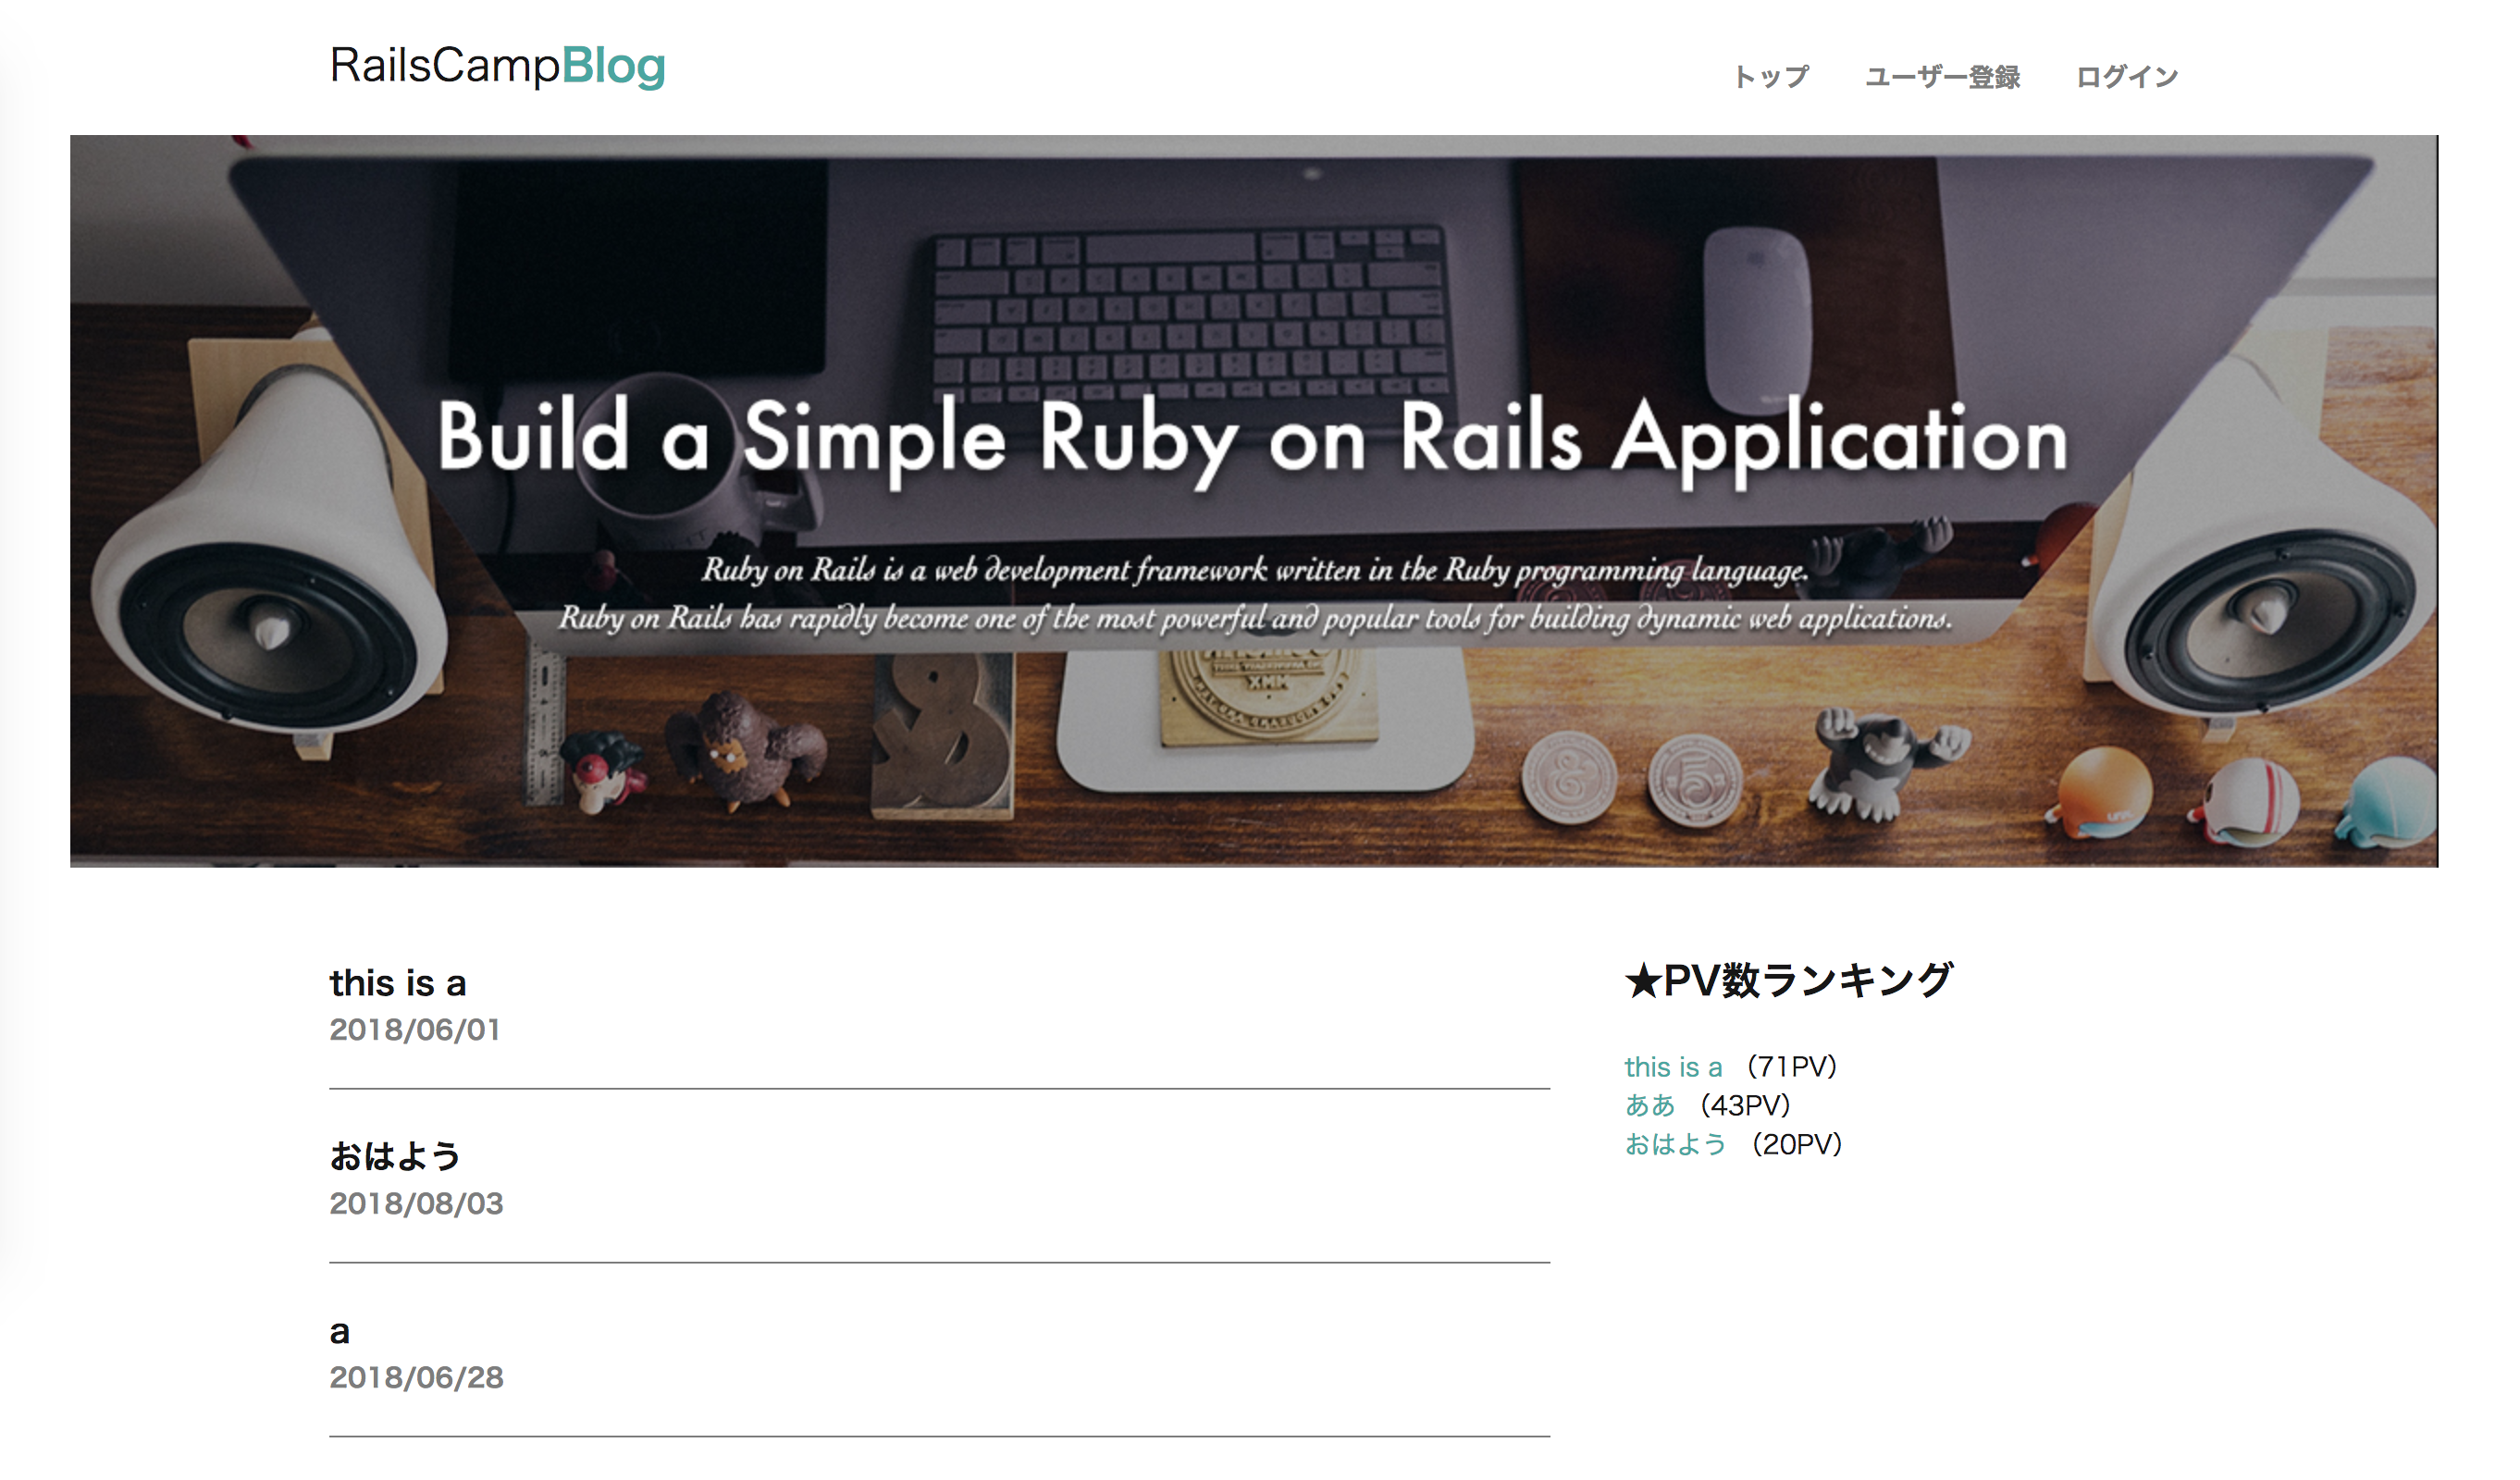 RailsCampBlog
トップ ユーザー登録 ログイン
Build a Simple Ruby on Rails Application
Ruby on Rails is a web development framework written in the Ruby programming language.
Ruby on Rails has rapidly become one of the most powerful and popular tools for building dynamic web applications.
XMM
this is a
2018/06/01
おはよう
2018/08/03
a
2018/06/28
★PV数ランキング
this is a （71PV）
ああ （43PV）
おはよう （20PV）